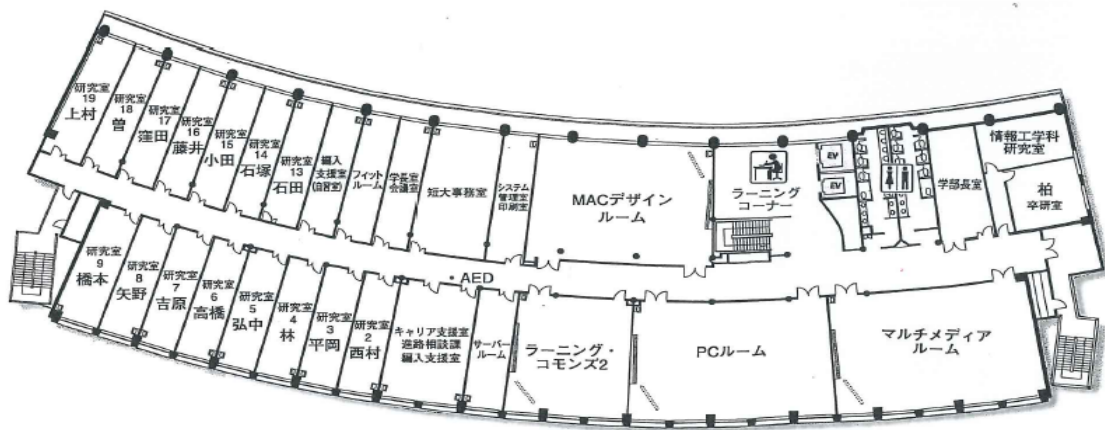 研究室
19
上村
研究室
18
曽
研究室
17
窪田
研究室
16
藤井
研究室
15
小田
研究室
14
石塚
研究室
13
石田
編入
支援室
(自習室)
フィット
ルーム
学長室
会議室
短大事務室
システム
管理室
印刷室
MACデザイン
ルーム
ラーニング
コーナー
EV
EV
学部長室
情報工学科
研究室
柏
卒研室
研究室
9
橋本
研究室
8
矢野
研究室
7
吉原
研究室
6
高橋
研究室
5
弘中
研究室
4
林
研究室
3
平岡
研究室
2
西村
キャリア支援室
進路相談課
編入支援室
AED
サーバー
ルーム
ラーニング・
コモンズ2
PCルーム
マルチメディア
ルーム